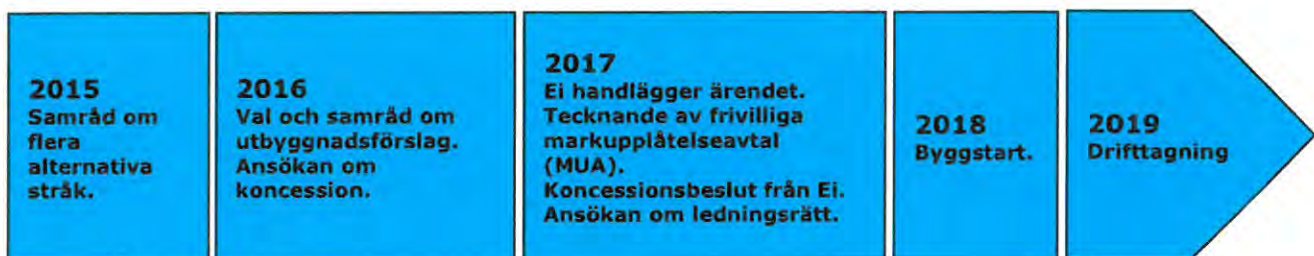 2015
Samråd om
flera
alternativa
stråk.
2016
Val och samråd om
utbyggnadsförslag.
Ansökan om
koncession.
2017
Ei handlägger ärendet.
Tecknande av frivilliga
markupplåtelseavtal
(MUA).
Koncessionsbeslut från Ei.
Ansökan om ledningsrätt.
2018
Byggstart.
2019
Drifttagning